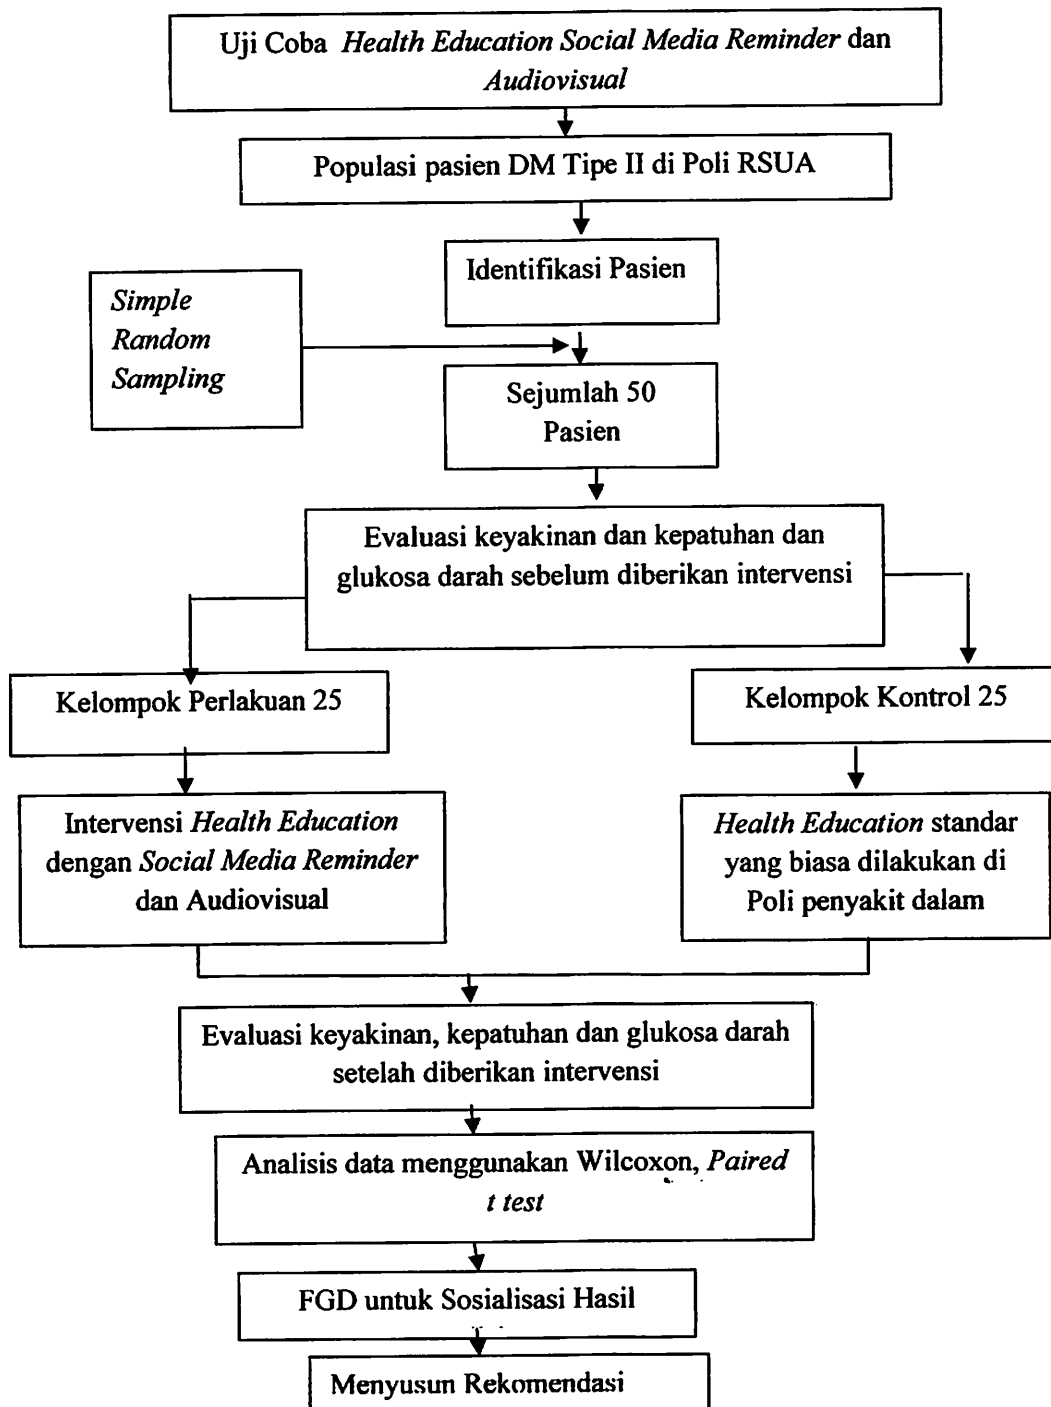 Uji Coba Health Education Social Media Reminder dan
Audiovisual
Populasi pasien DM Tipe II di Poli RSUA
Identifikasi Pasien
Simple
Random
Sampling
Sejumlah 50
Pasien
Evaluasi keyakinan dan kepatuhan dan
glukosa darah sebelum diberikan intervensi
Kelompok Perlakuan 25
Kelompok Kontrol 25
Intervensi Health Education
dengan Social Media Reminder
dan Audiovisual
Health Education standar
yang biasa dilakukan di
Poli penyakit dalam
Evaluasi keyakinan, kepatuhan dan glukosa darah
setelah diberikan intervensi
Analisis data menggunakan Wilcoxon, Paired
t test
FGD untuk Sosialisasi Hasil
Menyusun Rekomendasi